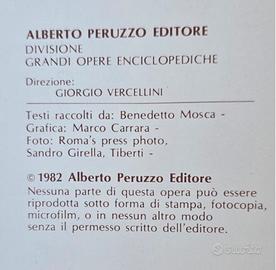 ALBERTO PERUZZO EDITORE
DIVISIONE
GRANDI OPERE ENCICLOPEDICHE
Direzione:
GIORGIO VERCELLINI
Testi raccolti da: Benedetto Mosca -
Grafica: Marco Carrara -
Foto: Roma's press photo,
Sandro Girella, Tiberti -
© 1982 Alberto Peruzzo Editore
Nessuna parte di questa opera può essere
riprodotta sotto forma di stampa, fotocopia,
microfilm, o in nessun altro modo
senza il permesso scritto dell'editore.
subito